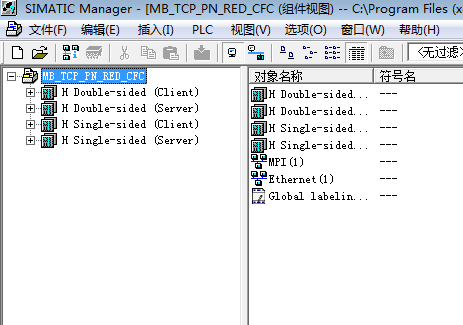 SIMATIC Manager - [MB_TCP_PN_RED_CFC (组件视图) -- C:\Program Files (x
文件(F) 编辑(E) 插入(I) PLC 视图(V) 选项(O) 窗口(W) 帮助(H)
<无过滤
MB_TCP_PN_RED_CFC
H Double-sided (Client)
H Double-sided (Server)
H Single-sided (Client)
H Single-sided (Server)
对象名称 符号名
H Double-sided... ---
H Double-sided... ---
H Single-sided... ---
H Single-sided... ---
MPI(1) ---
Ethernet(1) ---
Global labelin... ---